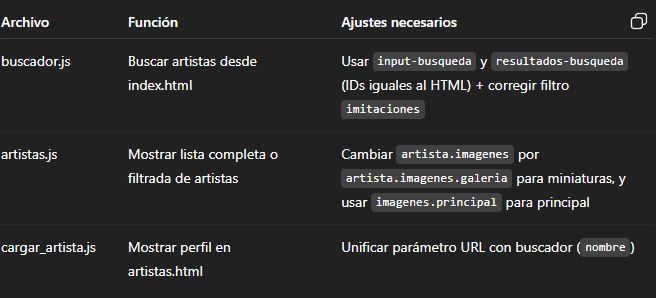 Archivo Función Ajustes necesarios
buscador.js Buscar artistas desde Usar input-busqueda y resultados-busqueda
index.html (IDs iguales al HTML) + corregir filtro
imitaciones
artistas.js Mostrar lista completa o Cambiar artista.imagenes por
filtrada de artistas artista.imagenes.galeria para miniaturas, y
usar imagenes.principal para principal
cargar_artista.js Mostrar perfil en Unificar parámetro URL con buscador ( nombre )
artistas.html